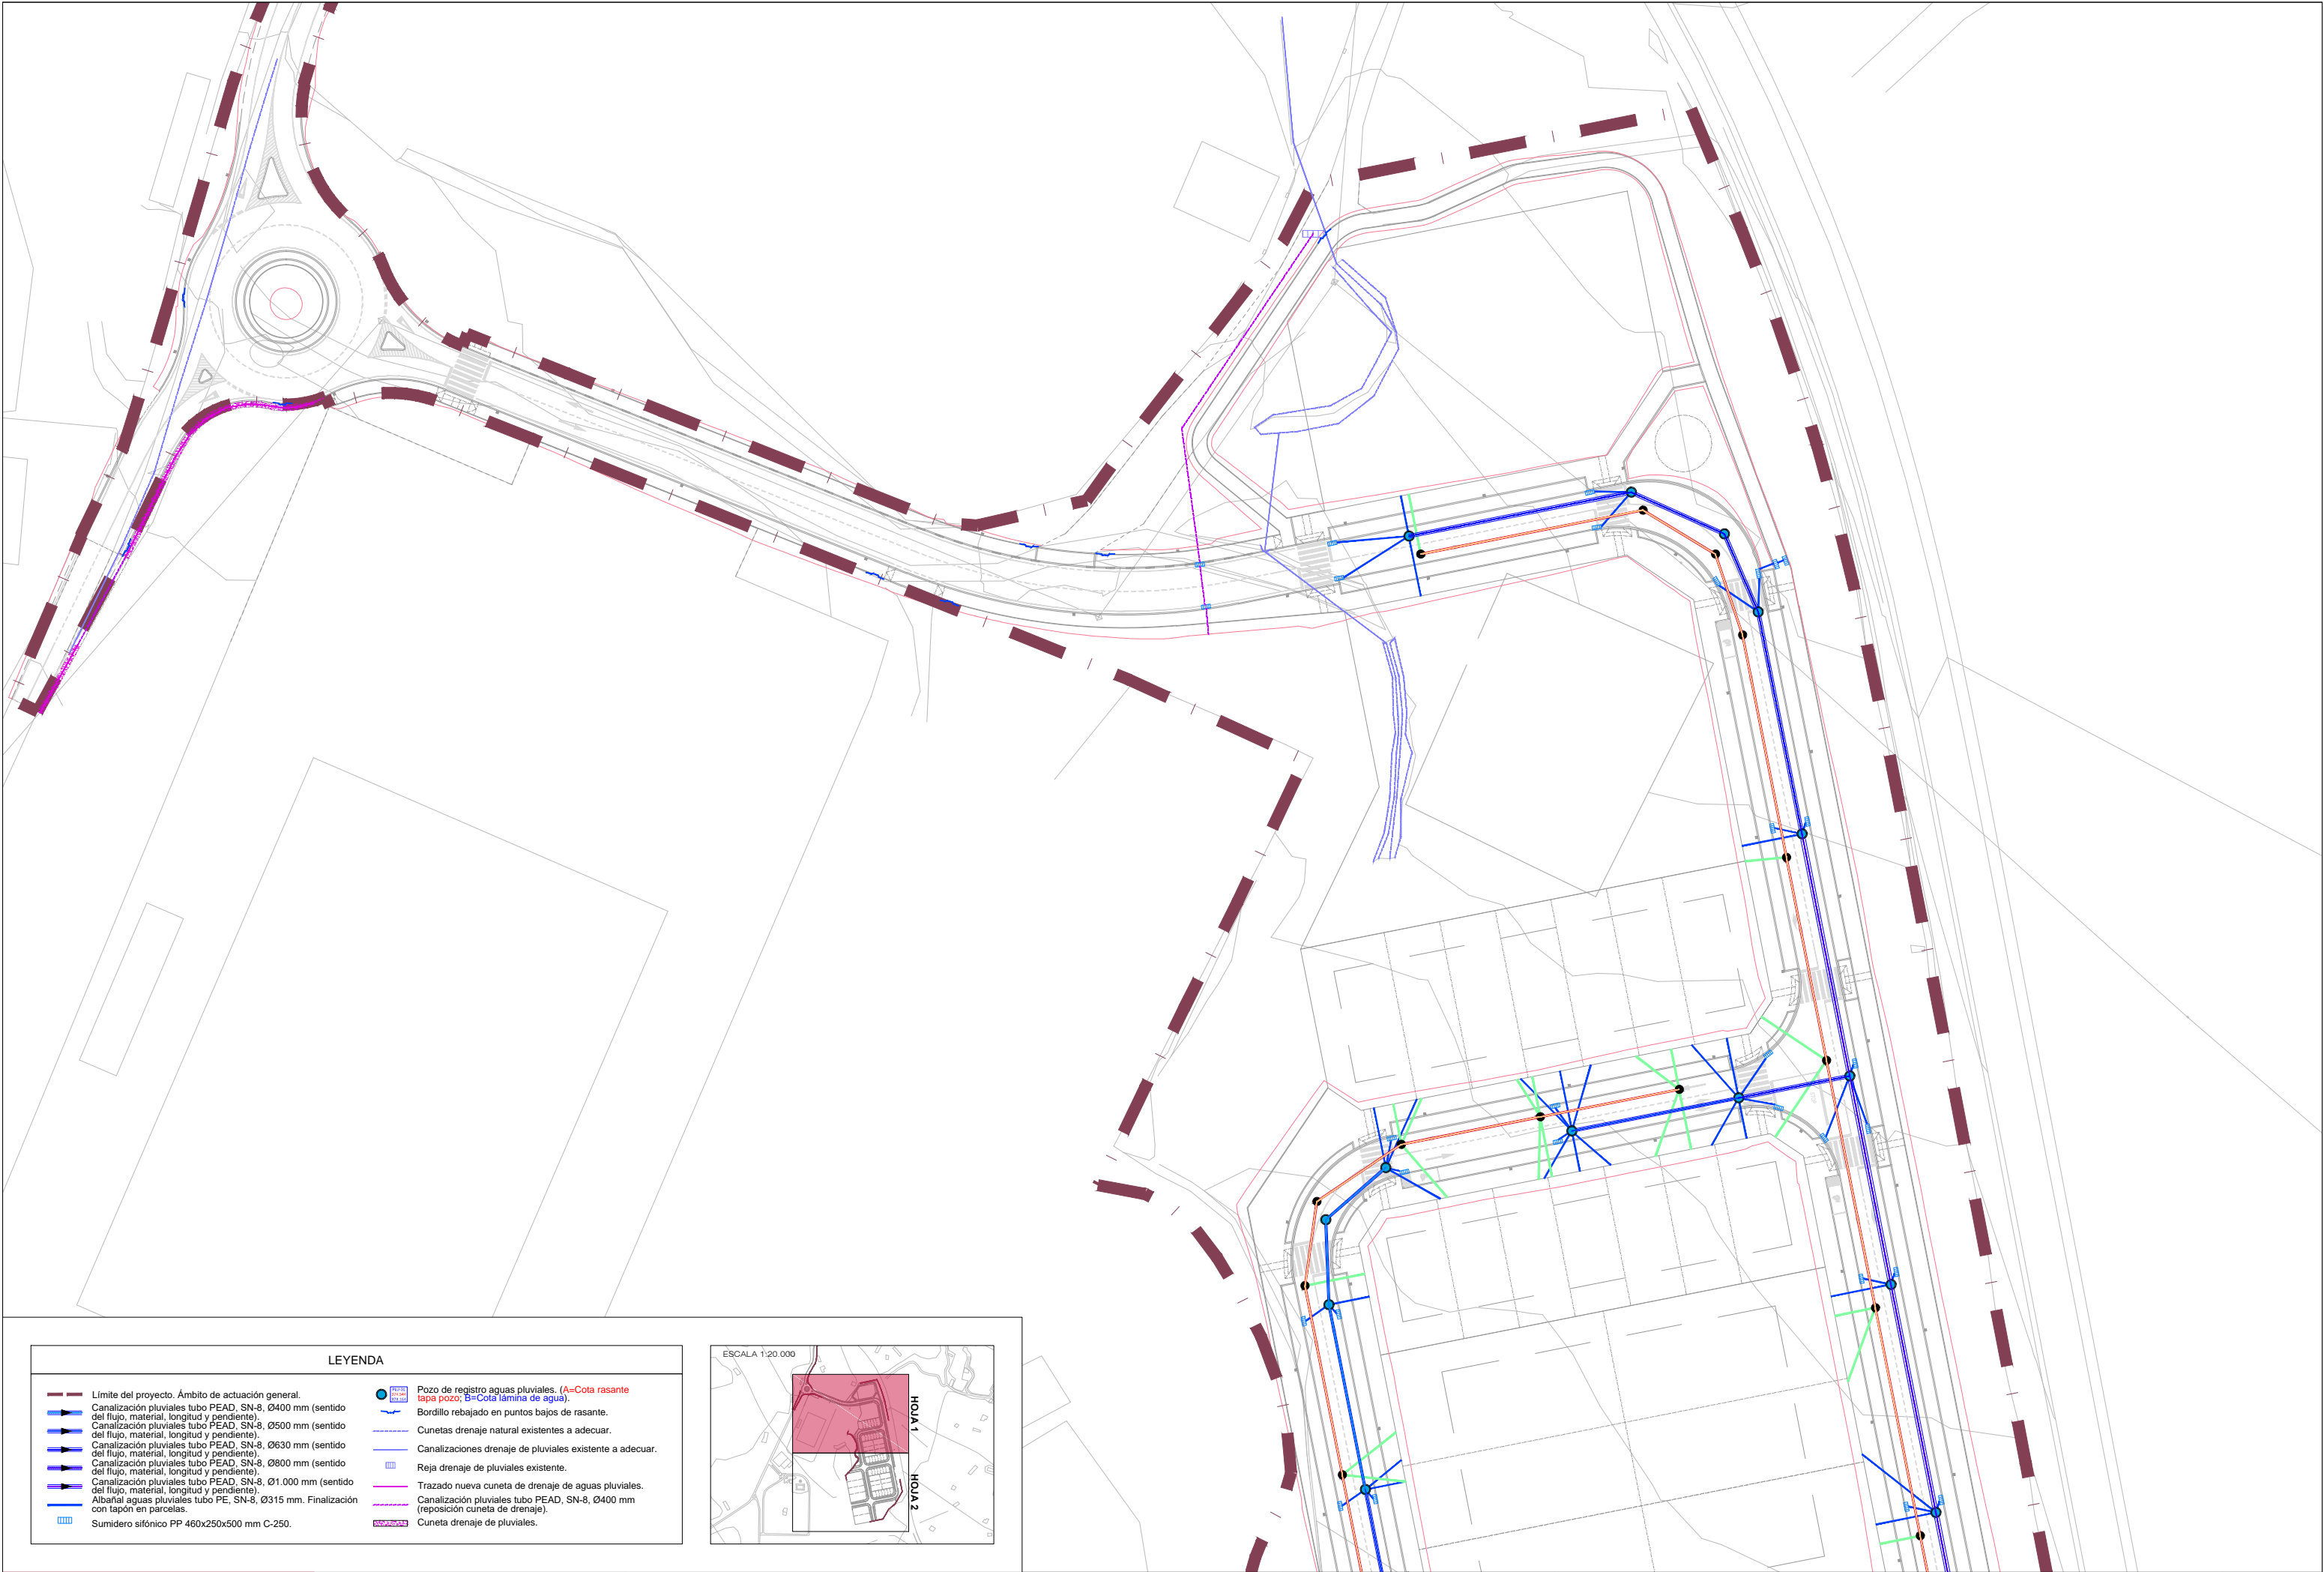 LEYENDA
Límite del proyecto. Ámbito de actuación general.
Canalización pluviales tubo PEAD, SN-8, Ø400 mm (sentido
del flujo, material, longitud y pendiente).
Canalización pluviales tubo PEAD, SN-8, Ø500 mm (sentido
del flujo, material, longitud y pendiente).
Canalización pluviales tubo PEAD, SN-8, Ø630 mm (sentido
del flujo, material, longitud y pendiente).
Canalización pluviales tubo PEAD, SN-8, Ø800 mm (sentido
del flujo, material, longitud y pendiente).
Canalización pluviales tubo PEAD, SN-8, Ø1.000 mm (sentido
del flujo, material, longitud y pendiente).
Albañal aguas pluviales tubo PE, SN-8, Ø315 mm. Finalización
con tapón en parcelas.
Sumidero sifónico PP 460x250x500 mm C-250.
Pozo de registro aguas pluviales. (A=Cota rasante
tapa pozo; B=Cota lámina de agua).
Bordillo rebajado en puntos bajos de rasante.
Cunetas drenaje natural existentes a adecuar.
Canalizaciones drenaje de pluviales existente a adecuar.
Reja drenaje de pluviales existente.
Trazado nueva cuneta de drenaje de aguas pluviales.
Canalización pluviales tubo PEAD, SN-8, Ø400 mm
(reposición cuneta de drenaje).
Cuneta drenaje de pluviales.
ESCALA 1:20.000
HOJA 1
HOJA 2